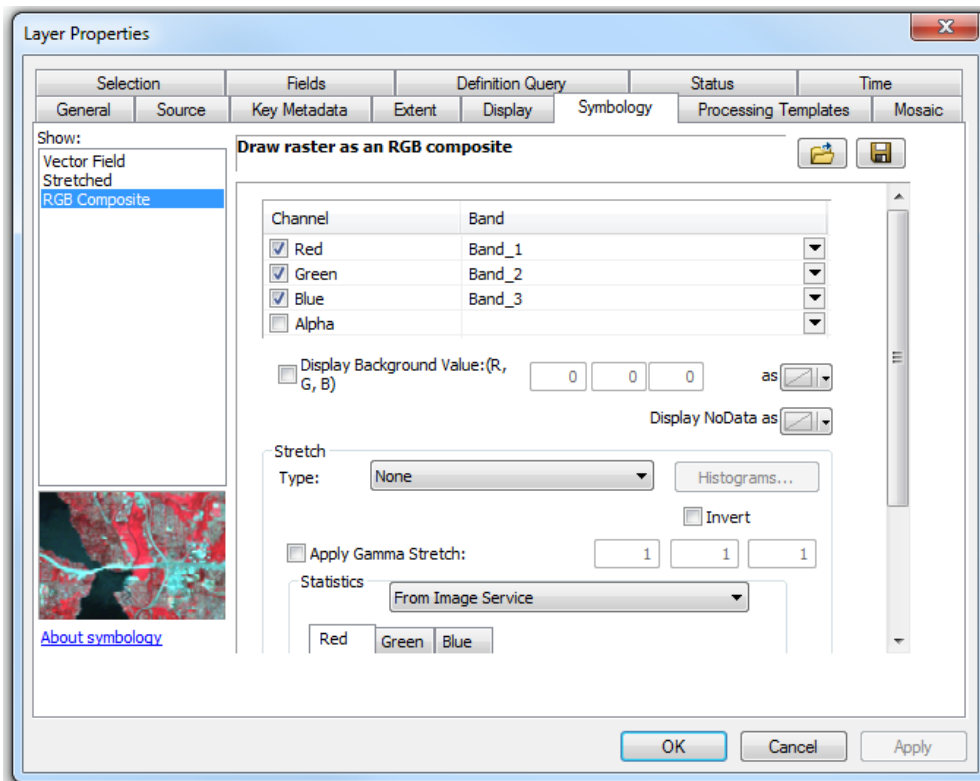 Layer Properties
Selection Fields Definition Query Status Time
General Source Key Metadata Extent Display Symbology Processing Templates Mosaic
Show:
Vector Field
Stretched
RGB Composite
About symbology
Draw raster as an RGB composite
Channel Band
Red Band_1
Green Band_2
Blue Band_3
Alpha
Display Background Value:(R,
G, B) 0 0 0 as
Display NoData as
Stretch
Type: None Histograms...
Invert
Apply Gamma Stretch: 1 1 1
Statistics
From Image Service
Red Green Blue
OK Cancel Apply